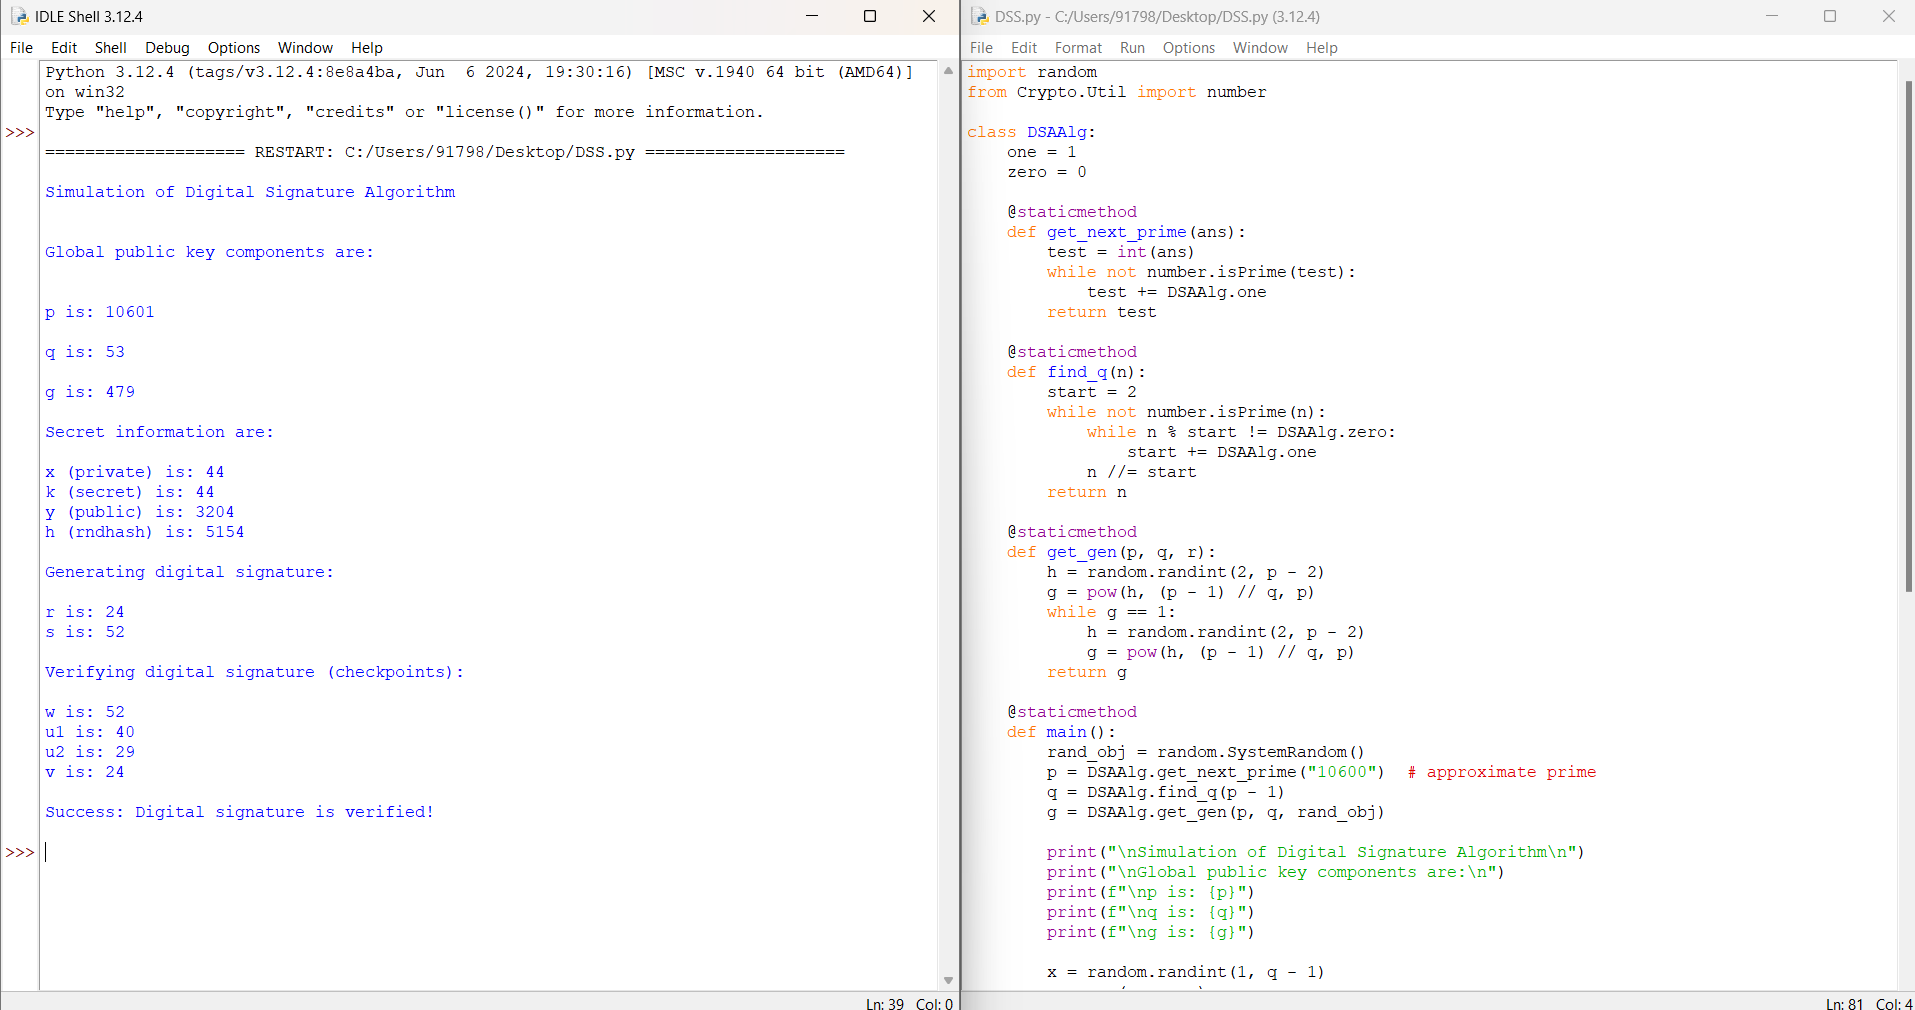 IDLE Shell 3.12.4
File Edit Shell Debug Options Window Help
Python 3.12.4 (tags/v3.12.4:8e8a4ba, Jun  6 2024, 19:30:16) [MSC v.1940 64 bit (AMD64)]
on win32
Type "help", "copyright", "credits" or "license()" for more information.
>>>
==================== RESTART: C:/Users/91798/Desktop/DSS.py ====================
Simulation of Digital Signature Algorithm
Global public key components are:
p is: 10601
q is: 53
g is: 479
Secret information are:
x (private) is: 44
k (secret) is: 44
y (public) is: 3204
h (rndhash) is: 5154
Generating digital signature:
r is: 24
s is: 52
Verifying digital signature (checkpoints):
w is: 52
u1 is: 40
u2 is: 29
v is: 24
Success: Digital signature is verified!
>>>
Ln: 39 Col: 0
DSS.py - C:/Users/91798/Desktop/DSS.py (3.12.4)
File Edit Format Run Options Window Help
import random
from Crypto.Util import number
class DSAAlg:
    one = 1
    zero = 0
    @staticmethod
    def get_next_prime(ans):
        test = int(ans)
        while not number.isPrime(test):
            test += DSAAlg.one
        return test
    @staticmethod
    def find_q(n):
        start = 2
        while not number.isPrime(n):
            while n % start != DSAAlg.zero:
                start += DSAAlg.one
            n //= start
        return n
    @staticmethod
    def get_gen(p, q, r):
        h = random.randint(2, p - 2)
        g = pow(h, (p - 1) // q, p)
        while g == 1:
            h = random.randint(2, p - 2)
            g = pow(h, (p - 1) // q, p)
        return g
    @staticmethod
    def main():
        rand_obj = random.SystemRandom()
        p = DSAAlg.get_next_prime("10600")  # approximate prime
        q = DSAAlg.find_q(p - 1)
        g = DSAAlg.get_gen(p, q, rand_obj)
        print("\nSimulation of Digital Signature Algorithm\n")
        print("\nGlobal public key components are:\n")
        print(f"\np is: {p}")
        print(f"\nq is: {q}")
        print(f"\ng is: {g}")
        x = random.randint(1, q - 1)
Ln: 81 Col: 4